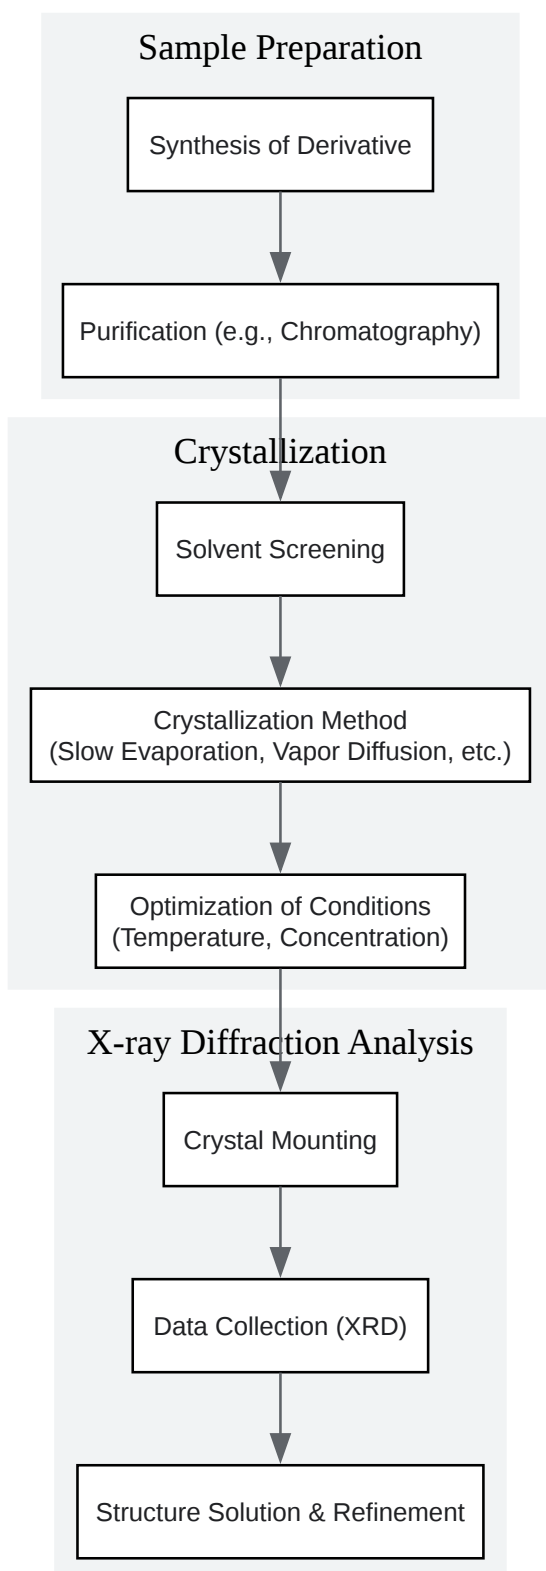 Sample Preparation
Synthesis of Derivative
Purification (e.g., Chromatography)
Crystallization
Solvent Screening
Crystallization Method
(Slow Evaporation, Vapor Diffusion, etc.)
Optimization of Conditions
(Temperature, Concentration)
X-ray Diffraction Analysis
Crystal Mounting
Data Collection (XRD)
Structure Solution & Refinement